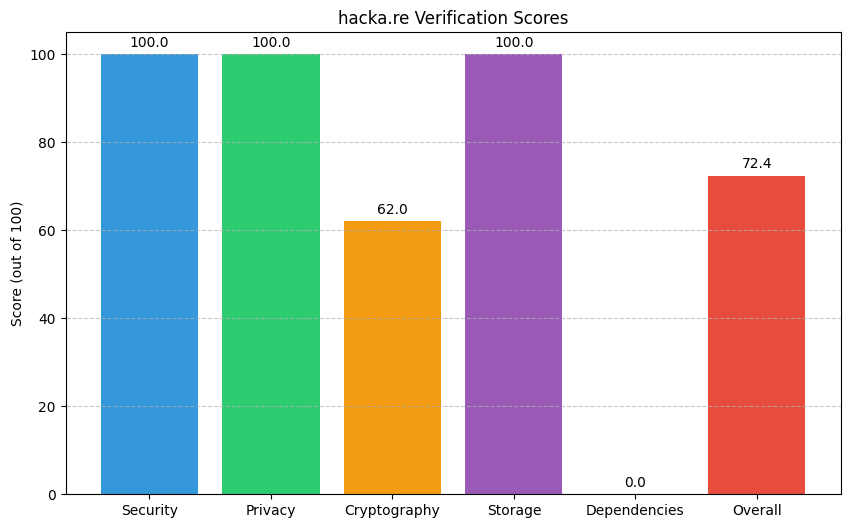 hacka.re Verification Scores
100.0
100.0
62.0
100.0
0.0
72.4
Score (out of 100)
100
80
60
40
20
0
Security
Privacy
Cryptography
Storage
Dependencies
Overall